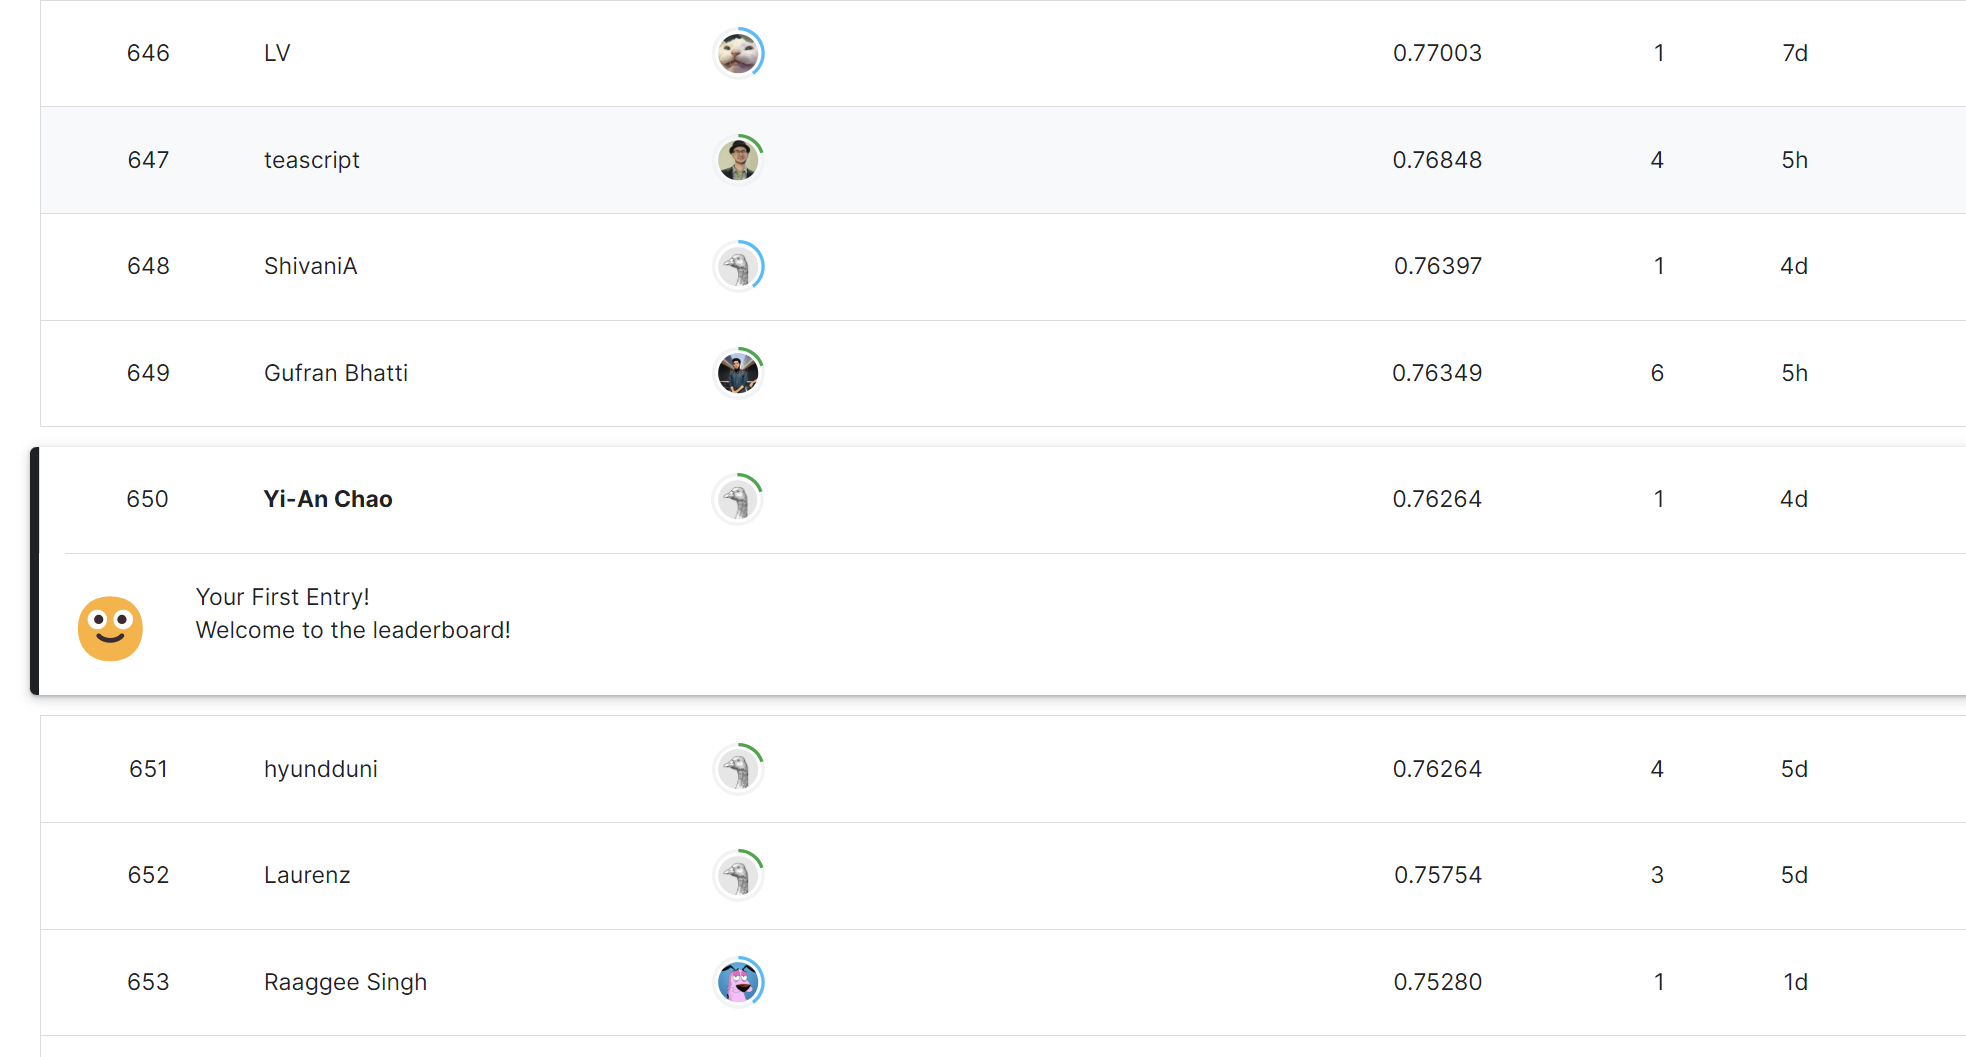 646 LV 0.77003 1 7d
647 teascript 0.76848 4 5h
648 ShivaniA 0.76397 1 4d
649 Gufran Bhatti 0.76349 6 5h
650 Yi-An Chao 0.76264 1 4d
Your First Entry!
Welcome to the leaderboard!
651 hyundduni 0.76264 4 5d
652 Laurenz 0.75754 3 5d
653 Raaggee Singh 0.75280 1 1d